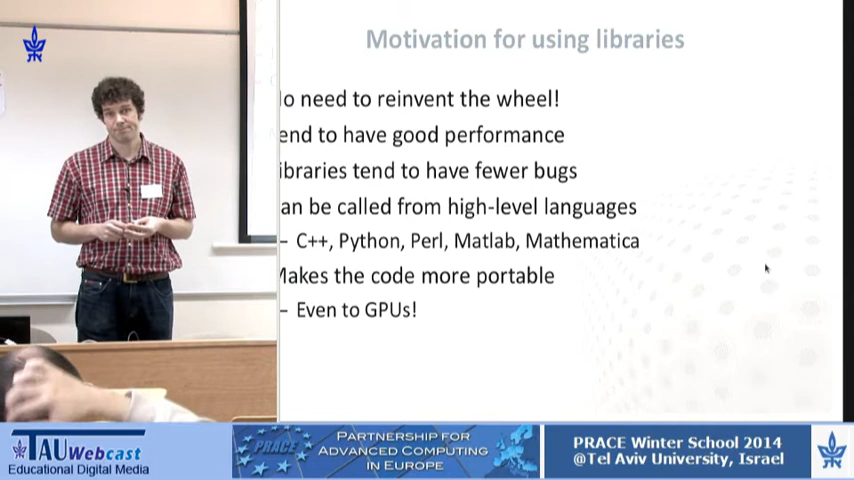 Motivation for using libraries
o need to reinvent the wheel!
end to have good performance
ibraries tend to have fewer bugs
an be called from high-level languages
– C++, Python, Perl, Matlab, Mathematica
Makes the code more portable
– Even to GPUs!
TAUWebcast
Educational Digital Media
PRACE
PARTNERSHIP FOR
ADVANCED COMPUTING
IN EUROPE
PRACE Winter School 2014
@Tel Aviv University, Israel